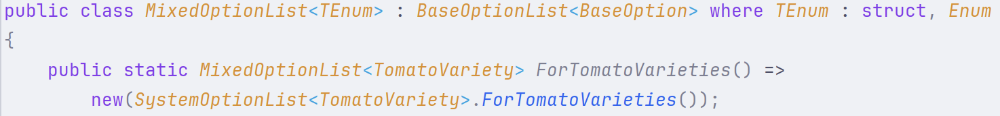 public class MixedOptionList<TEnum> : BaseOptionList<BaseOption> where TEnum : struct, Enum
{
    public static MixedOptionList<TomatoVariety> ForTomatoVarieties() =>
        new(SystemOptionList<TomatoVariety>.ForTomatoVarieties());